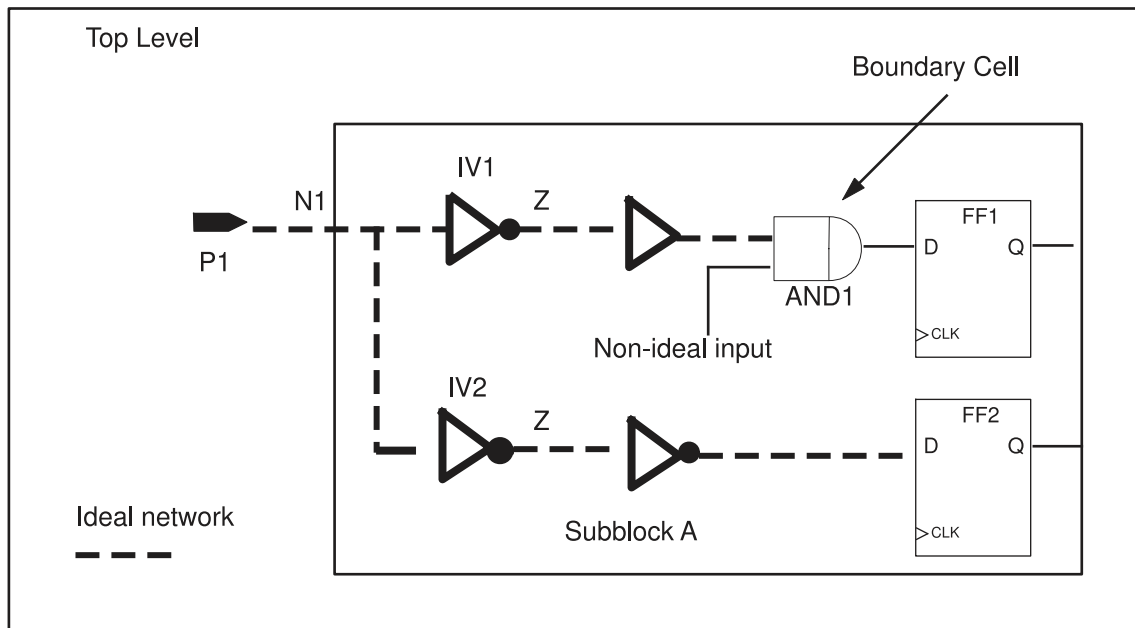 Top Level
Boundary Cell
IV1
N1
Z
FF1
D
Q
P1
AND1
CLK
Non-ideal input
IV2
Z
FF2
D
Q
Ideal network
Subblock A
CLK